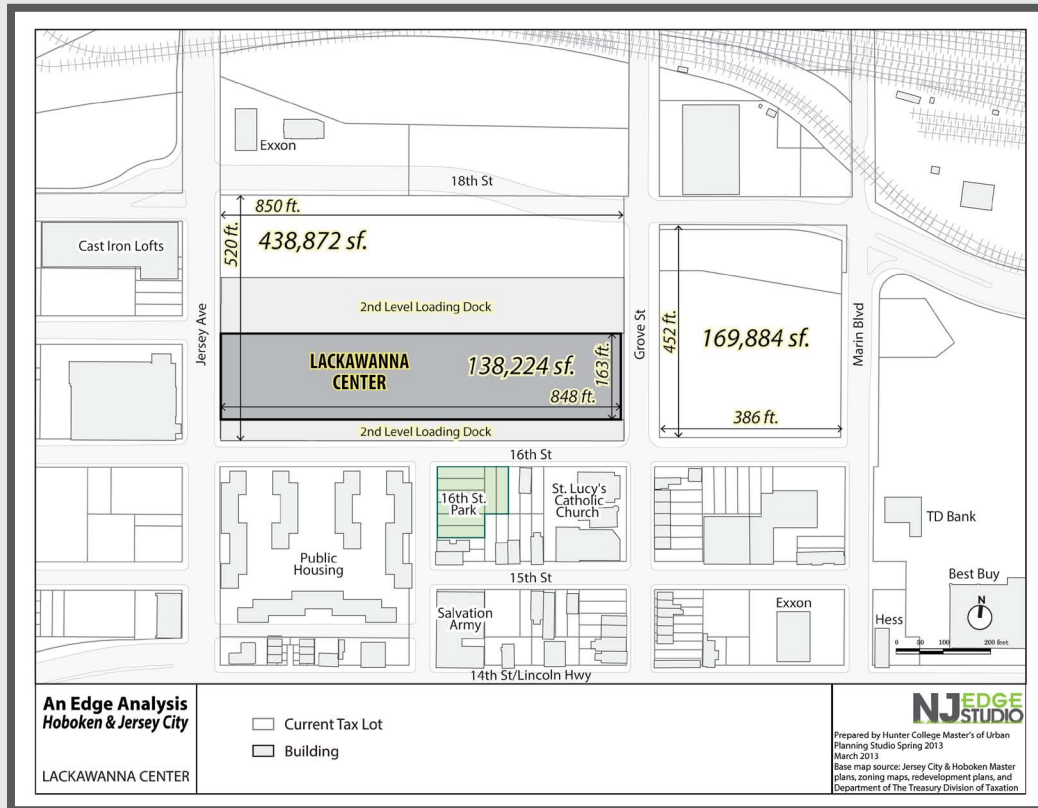 Exxon
18th St
850 ft.
520 ft.
438,872 sf.
Cast Iron Lofts
2nd Level Loading Dock
Jersey Ave
Grove St
Marin Blvd
452 ft.
169,884 sf.
386 ft.
LACKAWANNA
CENTER
138,224 sf.
163 ft.
848 ft.
2nd Level Loading Dock
16th St
16th St.
Park
St. Lucy's
Catholic
Church
TD Bank
Public
Housing
15th St
Best Buy
Salvation
Army
Exxon
Hess
N
0 50 100 200 feet
14th St/Lincoln Hwy
An Edge Analysis
Hoboken & Jersey City
LACKAWANNA CENTER
Current Tax Lot
Building
NJ EDGE
STUDIO
Prepared by Hunter College Master's of Urban
Planning Studio Spring 2013
March 2013
Base map source: Jersey City & Hoboken Master
plans, zoning maps, redevelopment plans, and
Department of The Treasury Division of Taxation